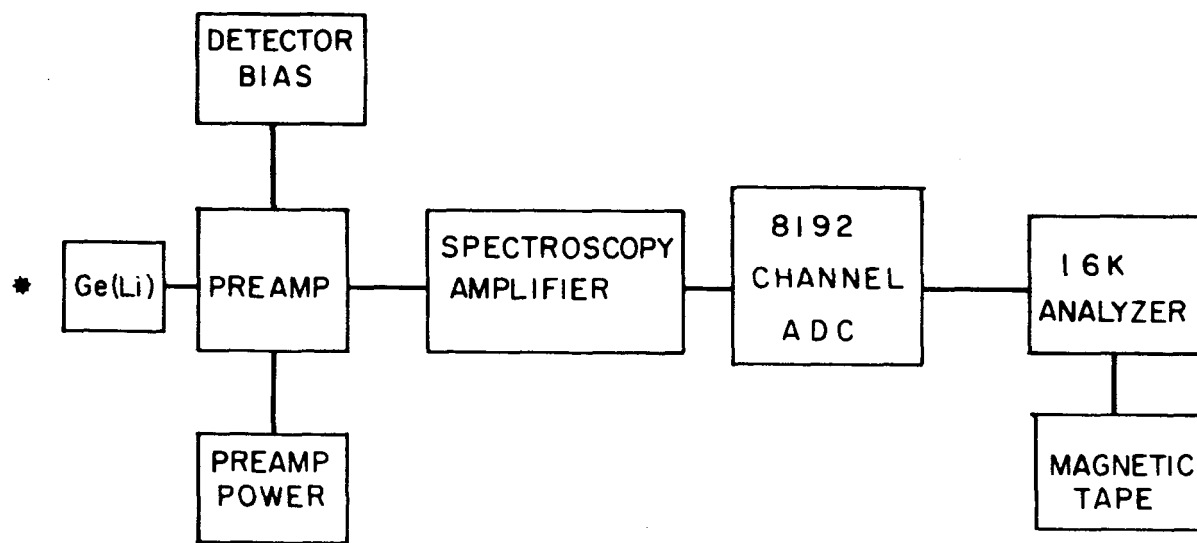 DETECTOR
BIAS
*
Ge(Li)
PREAMP
SPECTROSCOPY
AMPLIFIER
8192
CHANNEL
ADC
16K
ANALYZER
PREAMP
POWER
MAGNETIC
TAPE